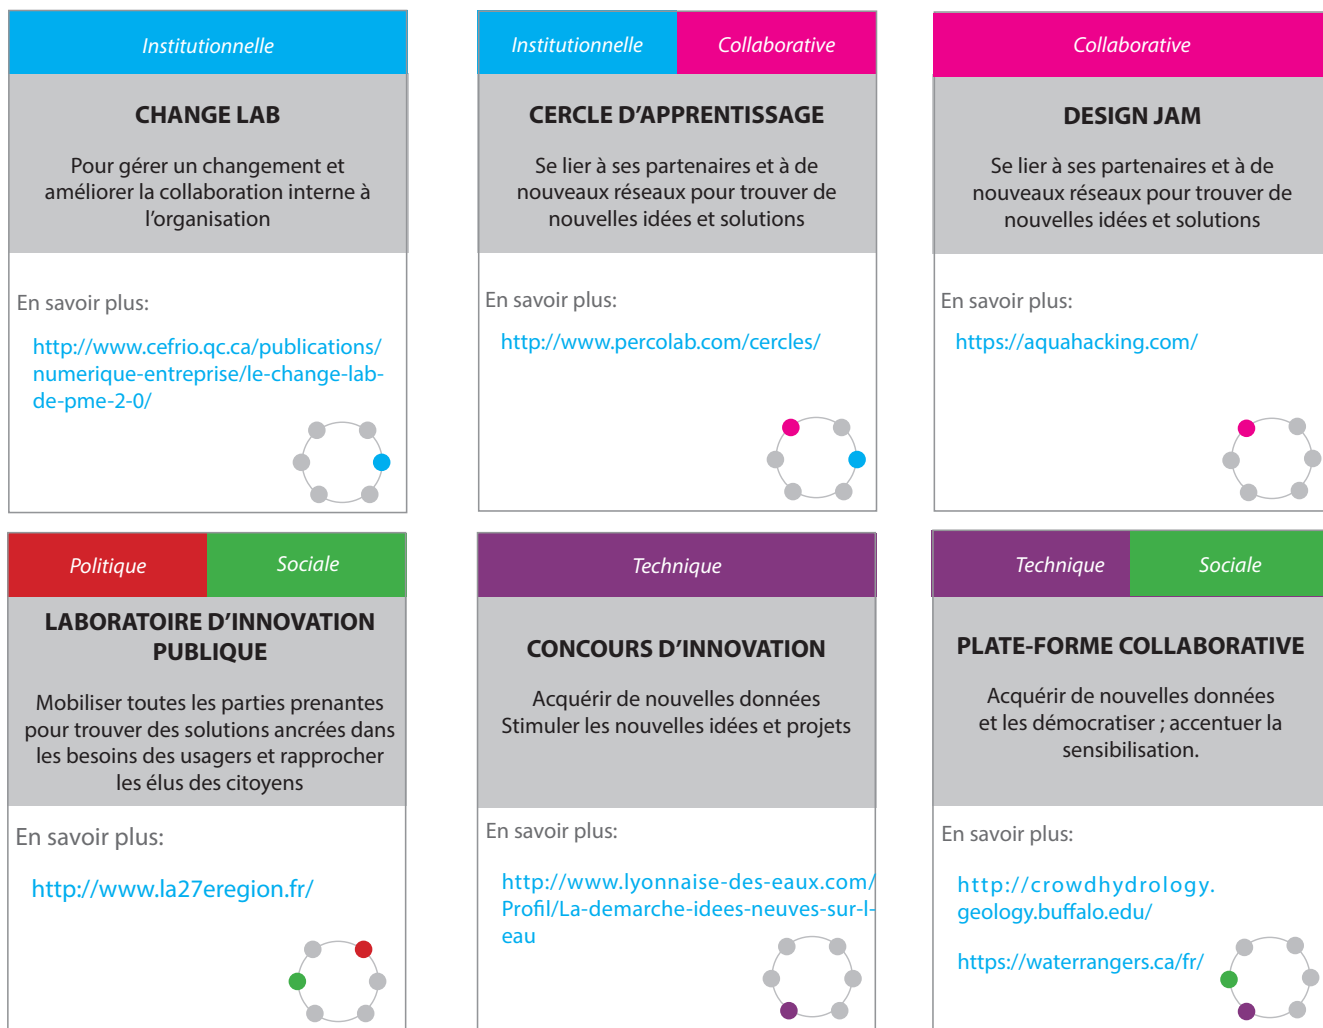 Institutionnelle
CHANGE LAB
Pour gérer un changement et
améliorer la collaboration interne à
l'organisation
En savoir plus:
http://www.cefrio.qc.ca/publications/
numerique-entreprise/le-change-lab-
de-pme-2-0/
Institutionnelle
Collaborative
CERCLE D'APPRENTISSAGE
Se lier à ses partenaires et à de
nouveaux réseaux pour trouver de
nouvelles idées et solutions
En savoir plus:
http://www.percolab.com/cercles/
Collaborative
DESIGN JAM
Se lier à ses partenaires et à de
nouveaux réseaux pour trouver de
nouvelles idées et solutions
En savoir plus:
https://aquahacking.com/
Politique
Sociale
LABORATOIRE D'INNOVATION
PUBLIQUE
Mobiliser toutes les parties prenantes
pour trouver des solutions ancrées dans
les besoins des usagers et rapprocher
les élus des citoyens
En savoir plus:
http://www.la27eregion.fr/
Technique
CONCOURS D'INNOVATION
Acquérir de nouvelles données
Stimuler les nouvelles idées et projets
En savoir plus:
http://www.lyonnaise-des-eaux.com/
Profil/La-demarche-idees-neuves-sur-l-
eau
Technique
Sociale
PLATE-FORME COLLABORATIVE
Acquérir de nouvelles données
et les démocratiser ; accentuer la
sensibilisation.
En savoir plus:
http://crowdhydrology.
geology.buffalo.edu/
https://waterrangers.ca/fr/